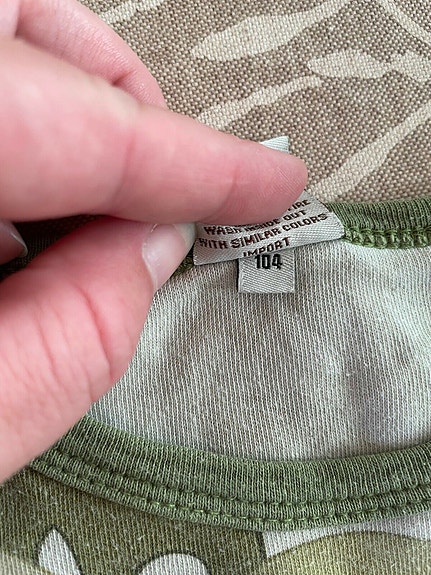 WASH INSIDE OUT
WITH SIMILAR COLORS
IMPORT
104